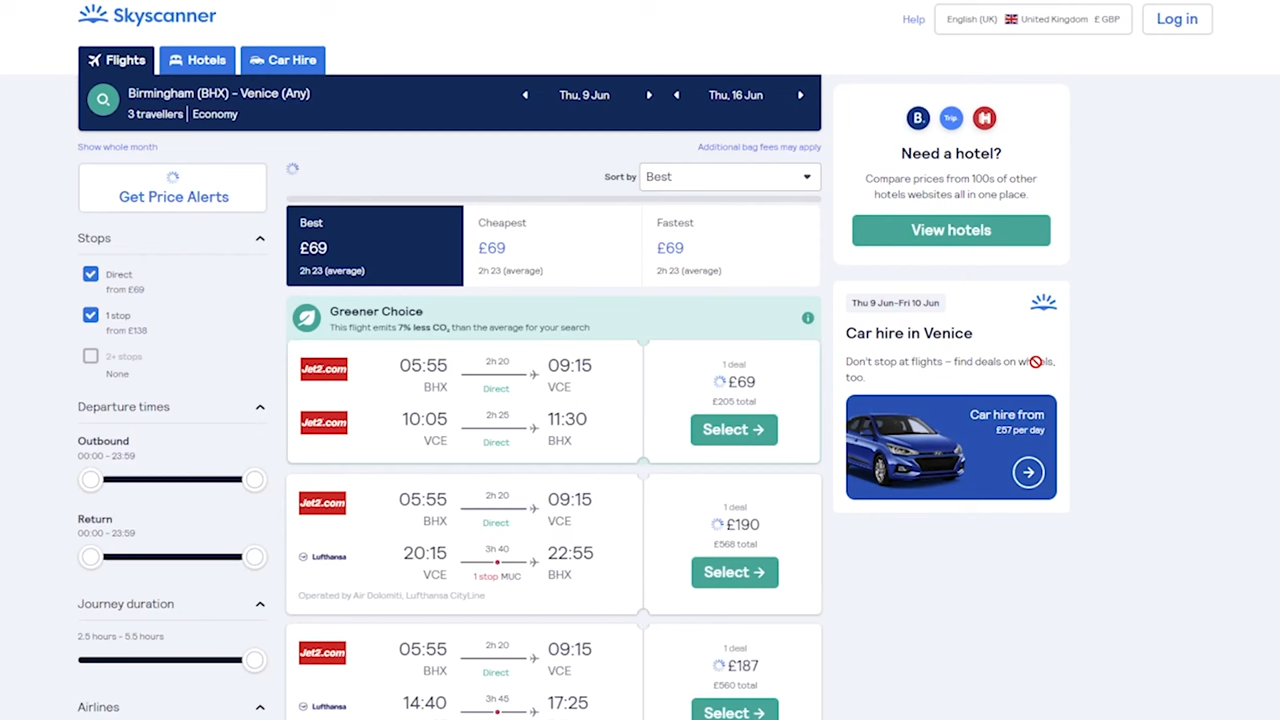 Skyscanner
Help
English (UK) United Kingdom £ GBP
Log in
Flights
Hotels
Car Hire
Birmingham (BHX) – Venice (Any)
3 travellers | Economy
Thu, 9 Jun
Thu, 16 Jun
Show whole month
Additional bag fees may apply
Get Price Alerts
Sort by
Best
Stops
Direct
from £69
1 stop
from £138
2+ stops
None
Departure times
Outbound
00:00 - 23:59
Return
00:00 - 23:59
Journey duration
2.5 hours - 5.5 hours
Airlines
Best
£69
2h 23 (average)
Cheapest
£69
2h 23 (average)
Fastest
£69
2h 23 (average)
Greener Choice
This flight emits 7% less CO₂ than the average for your search
Jet2.com
05:55
BHX
2h 20
Direct
09:15
VCE
Jet2.com
10:05
VCE
2h 25
Direct
11:30
BHX
1 deal
£69
£205 total
Select →
Jet2.com
05:55
BHX
2h 20
Direct
09:15
VCE
Lufthansa
20:15
VCE
3h 40
1 stop MUC
22:55
BHX
Operated by Air Dolomiti, Lufthansa CityLine
1 deal
£190
£568 total
Select →
Jet2.com
05:55
BHX
2h 20
Direct
09:15
VCE
Lufthansa
14:40
3h 45
17:25
1 deal
£187
£560 total
Select →
B.
Trip.
H
Need a hotel?
Compare prices from 100s of other
hotels websites all in one place.
View hotels
Thu 9 Jun-Fri 10 Jun
Car hire in Venice
Don't stop at flights – find deals on
too.
Car hire from
£57 per day